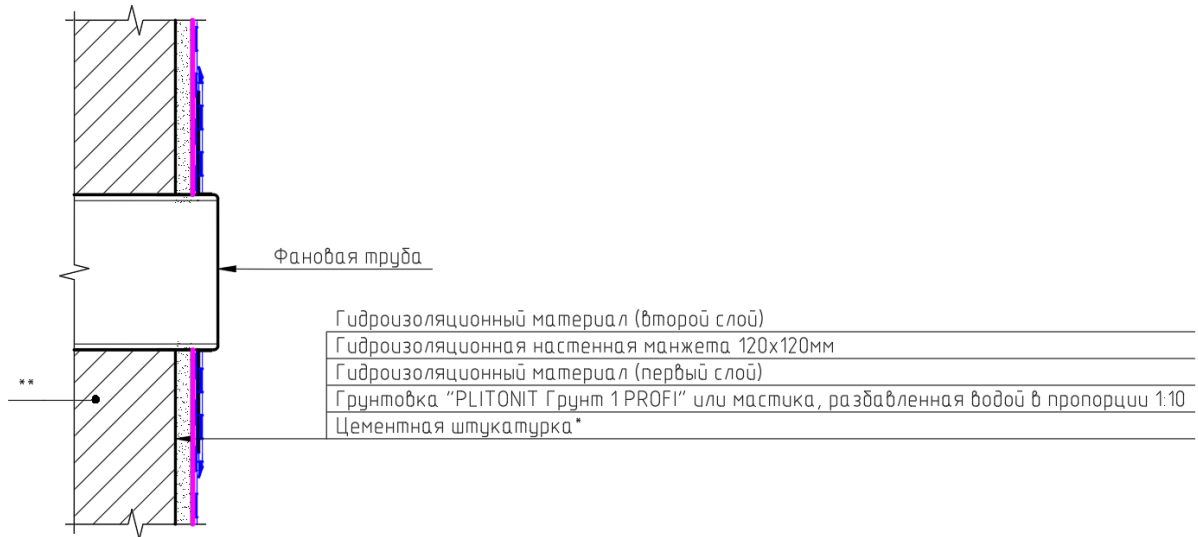 Фановая труба
Гидроизоляционный материал (второй слой)
Гидроизоляционная настенная манжета 120х120мм
Гидроизоляционный материал (первый слой)
Грунтовка "PLITONIT Грунт 1 PROFI" или мастика, разбавленная водой в пропорции 1:10
**
Цементная штукатурка*